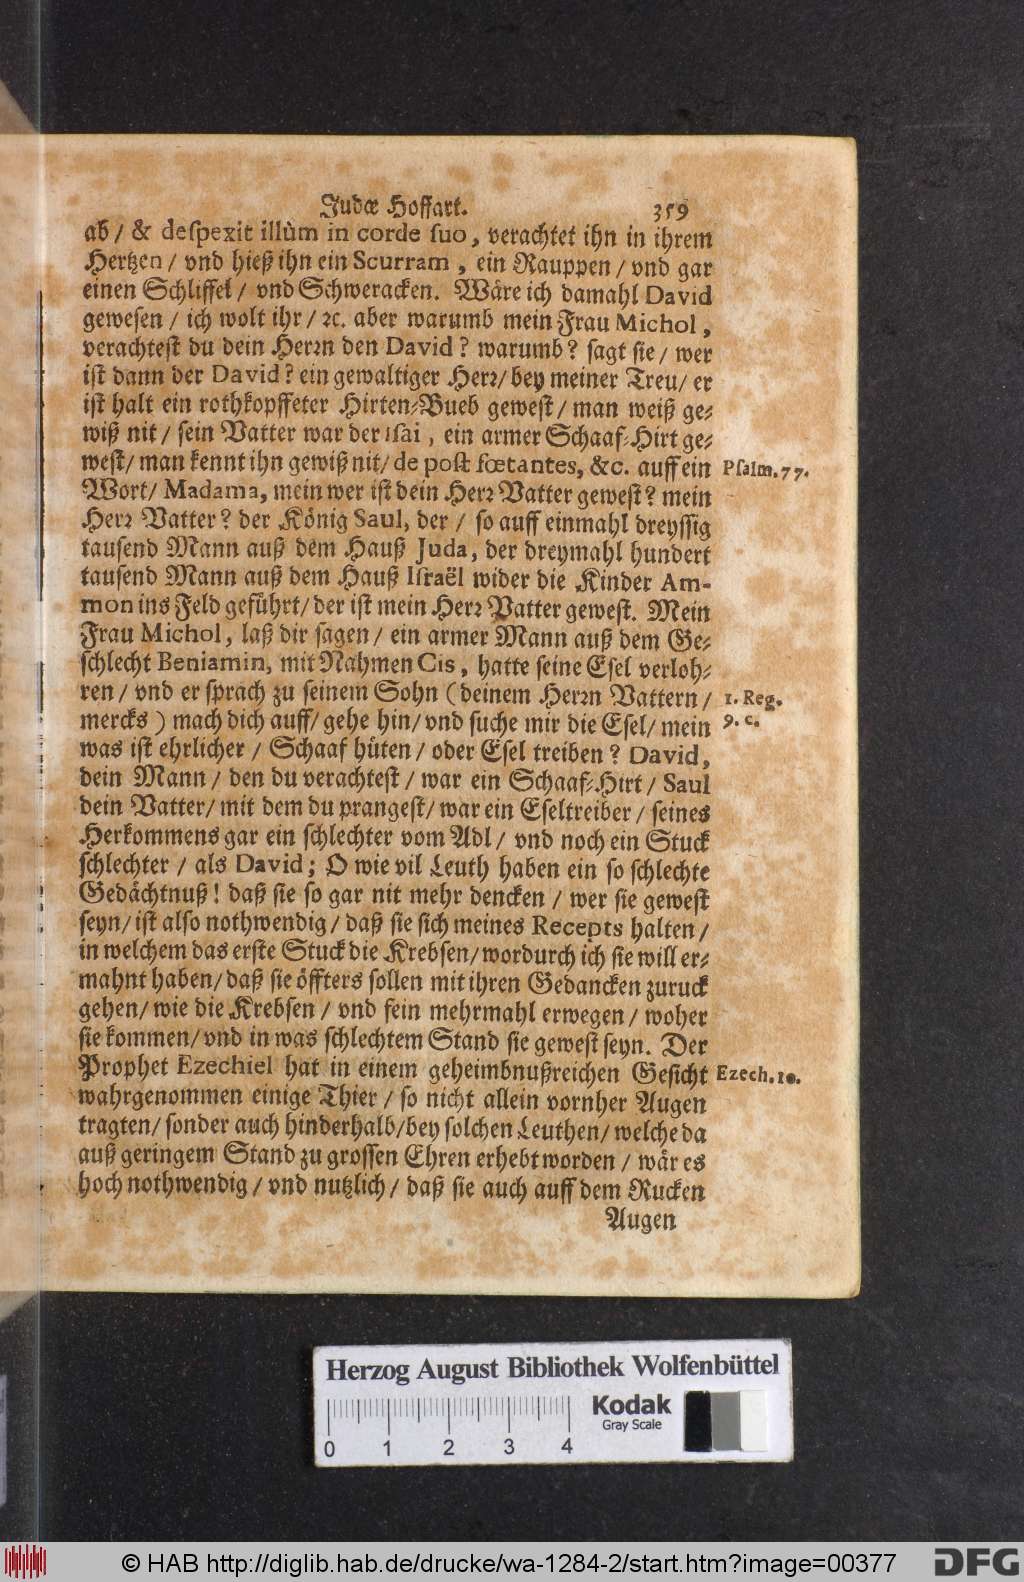 Judæ Hoffart. 359
ab / & despexit illùm in corde suo, verachtet ihn in ihrem
Hertzen / vnd hieß ihn ein Scurram, ein Rauppen / vnd gar
einen Schliffel / vnd Schweracken. Wäre ich damahl David
gewesen / ich wolt ihr / ꝛc. aber warumb mein Frau Michol,
verachtest du dein Herꝛn den David? warumb? sagt sie / wer
ist dann der David? ein gewaltiger Herꝛ / bey meiner Treu / er
ist halt ein rothkopffeter Hirten-Bueb gewest / man weiß ge-
wiß nit / sein Vatter war der Isai, ein armer Schaaf-Hirt ge-
west / man kennt ihn gewiß nit / de post fœtantes, &c. auff ein
Psalm. 77.
Wort / Madama, mein wer ist dein Herꝛ Vatter gewest? mein
Herꝛ Vatter? der König Saul, der / so auff einmahl dreyssig
tausend Mann auß dem Hauß Juda, der dreymahl hundert
tausend Mann auß dem Hauß Israël wider die Kinder Am-
mon ins Feld geführt / der ist mein Herꝛ Vatter gewest. Mein
Frau Michol, laß dir sagen / ein armer Mann auß dem Ge-
schlecht Beniamin, mit Nahmen Cis, hatte seine Esel verloh-
ren / vnd er sprach zu seinem Sohn (deinem Herꝛn Vattern /
1. Reg.
mercks) mach dich auff / gehe hin / vnd suche mir die Esel / mein
9. c.
was ist ehrlicher / Schaaf hüten / oder Esel treiben? David,
dein Mann / den du verachtest / war ein Schaaf-Hirt / Saul
dein Vatter / mit dem du prangest / war ein Eseltreiber / seines
Herkommens gar ein schlechter vom Adl / vnd noch ein Stuck
schlechter / als David; O wie vil Leuth haben ein so schlechte
Gedächtnuß! daß sie so gar nit mehr dencken / wer sie gewest
seyn / ist also nothwendig / daß sie sich meines Recepts halten /
in welchem das erste Stuck die Krebsen / wordurch ich sie will er-
mahnt haben / daß sie öffters sollen mit ihren Gedancken zuruck
gehen / wie die Krebsen / vnd fein mehrmahl erwegen / woher
sie kommen / vnd in was schlechtem Stand sie gewest seyn. Der
Prophet Ezechiel hat in einem geheimbnußreichen Gesicht
Ezech. 10.
wahrgenommen einige Thier / so nicht allein vornher Augen
tragten / sonder auch hinderhalb / bey solchen Leuthen / welche da
auß geringem Stand zu grossen Ehren erhebt worden / wär es
hoch nothwendig / vnd nutzlich / daß sie auch auff dem Rucken
Augen
Herzog August Bibliothek Wolfenbüttel
Kodak
Gray Scale
0 1 2 3 4
© HAB http://diglib.hab.de/drucke/wa-1284-2/start.htm?image=00377
DFG